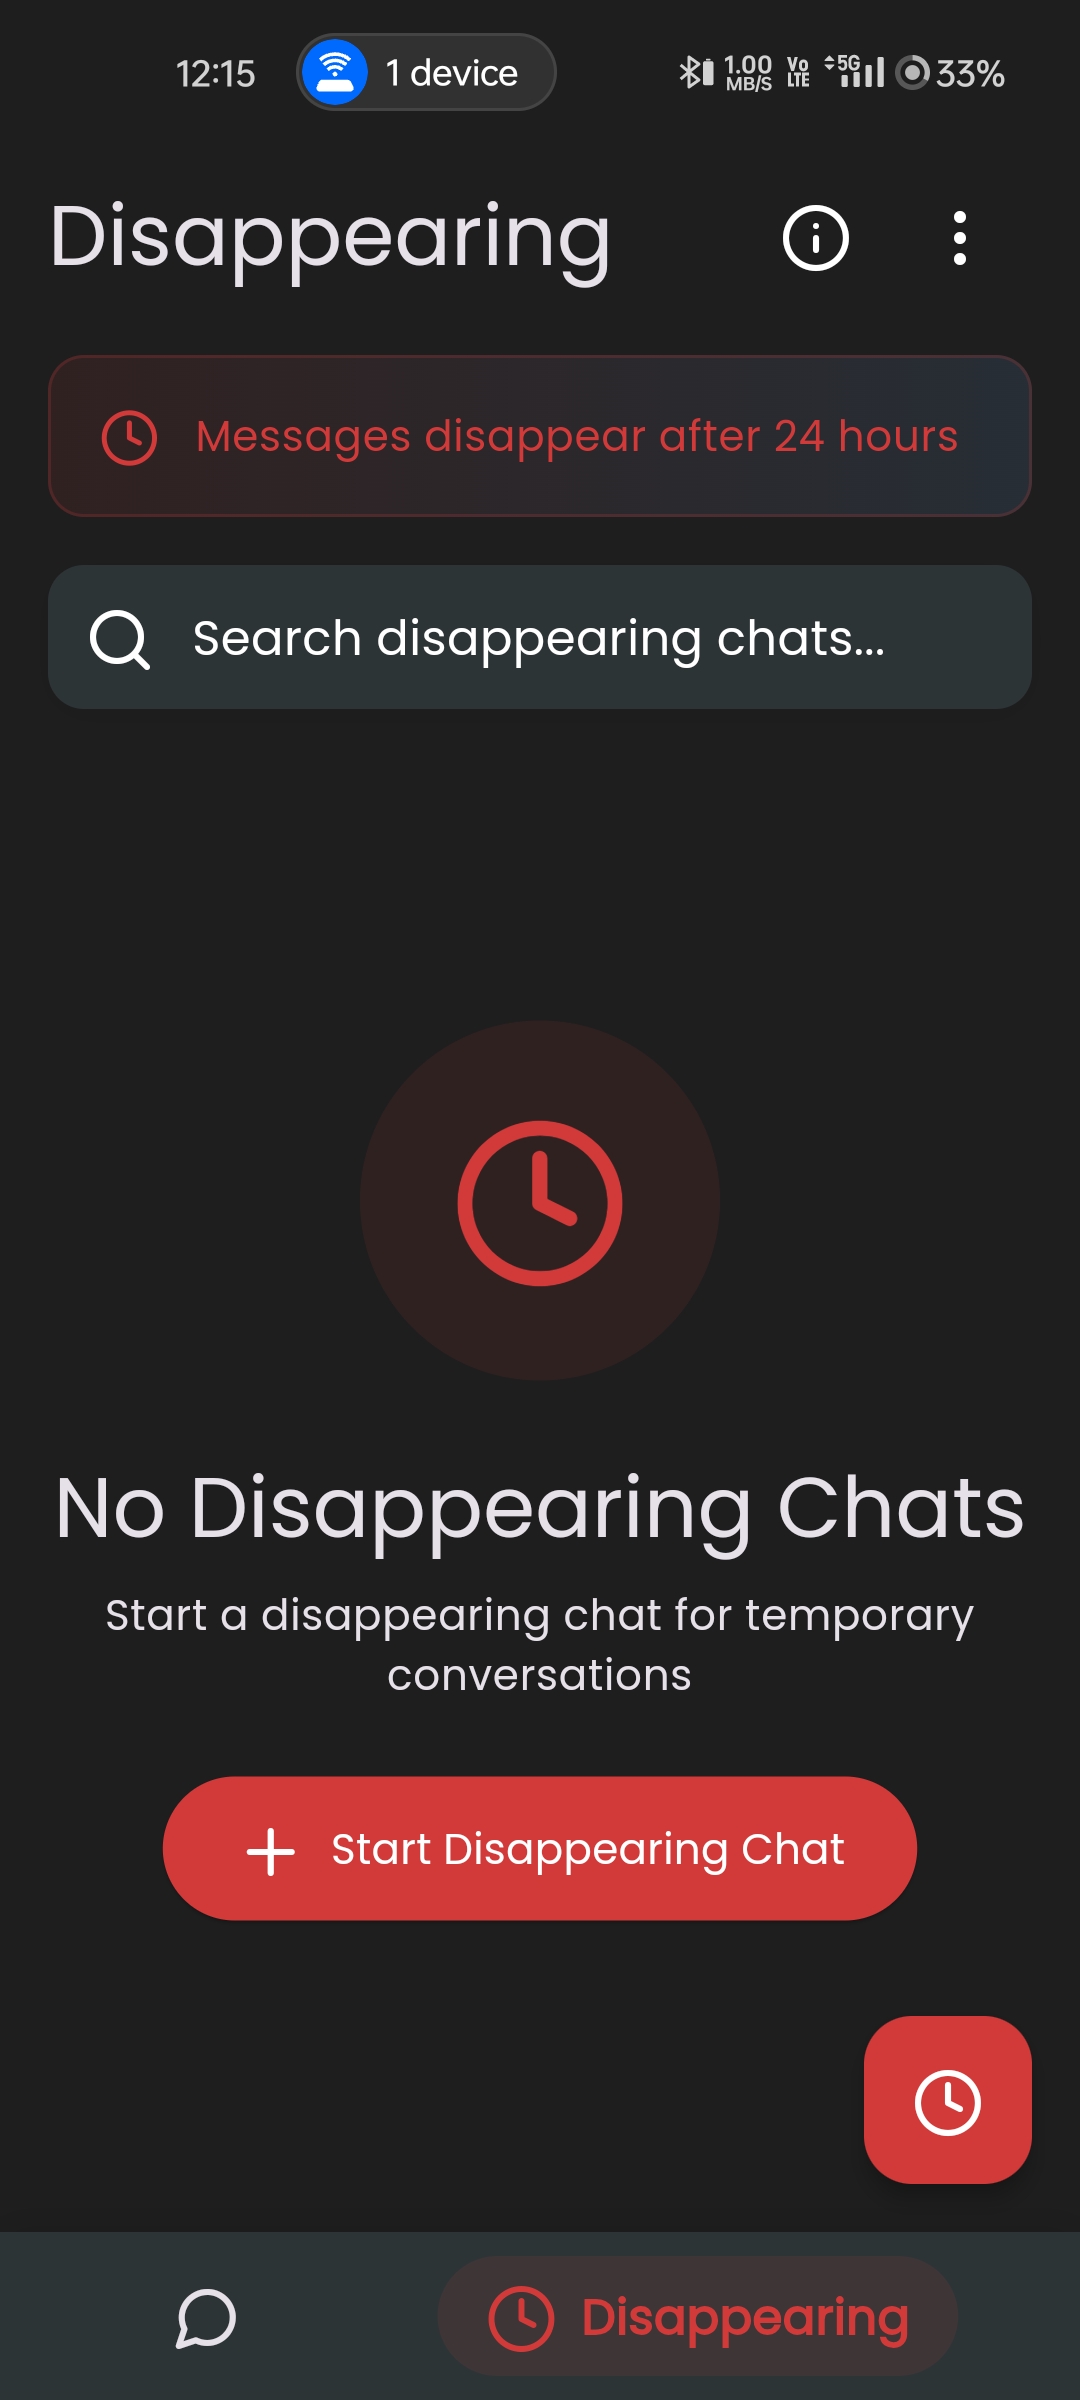 12:15
1 device
1.00
MB/S
Vo
LTE
5G
33%
Disappearing
Messages disappear after 24 hours
Search disappearing chats...
No Disappearing Chats
Start a disappearing chat for temporary
conversations
Start Disappearing Chat
Disappearing